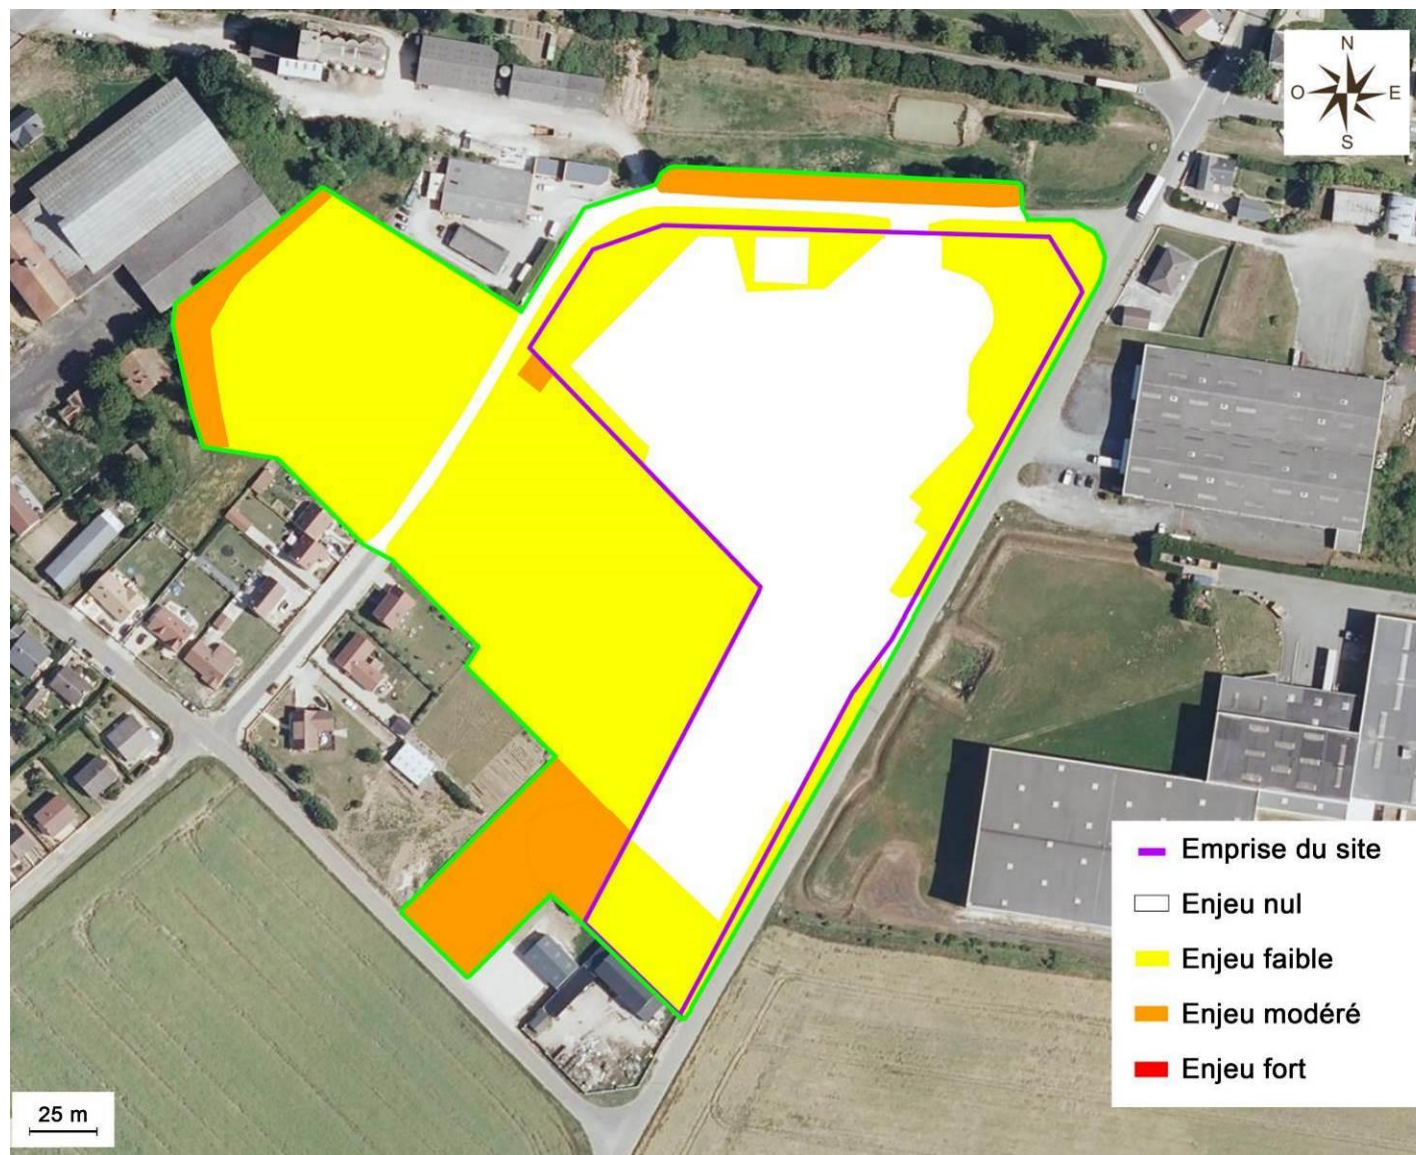 N
O E
S
Emprise du site
Enjeu nul
Enjeu faible
Enjeu modéré
Enjeu fort
25 m